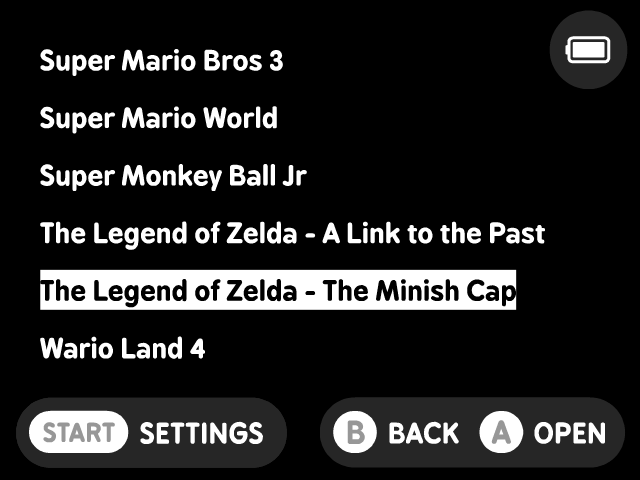 Super Mario Bros 3
Super Mario World
Super Monkey Ball Jr
The Legend of Zelda - A Link to the Past
The Legend of Zelda - The Minish Cap
Wario Land 4
START SETTINGS B BACK A OPEN